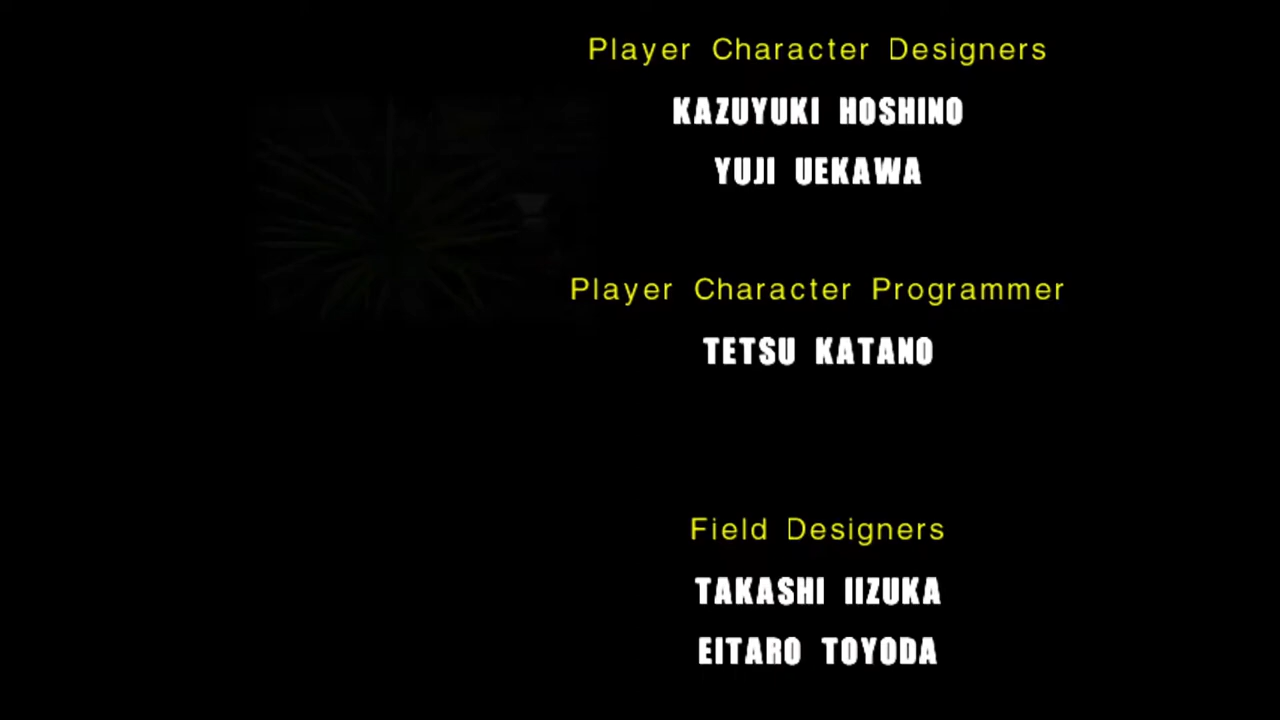 Player Character Designers
KAZUYUKI HOSHINO
YUJI UEKAWA
Player Character Programmer
TETSU KATANO
Field Designers
TAKASHI IIZUKA
EITARO TOYODA